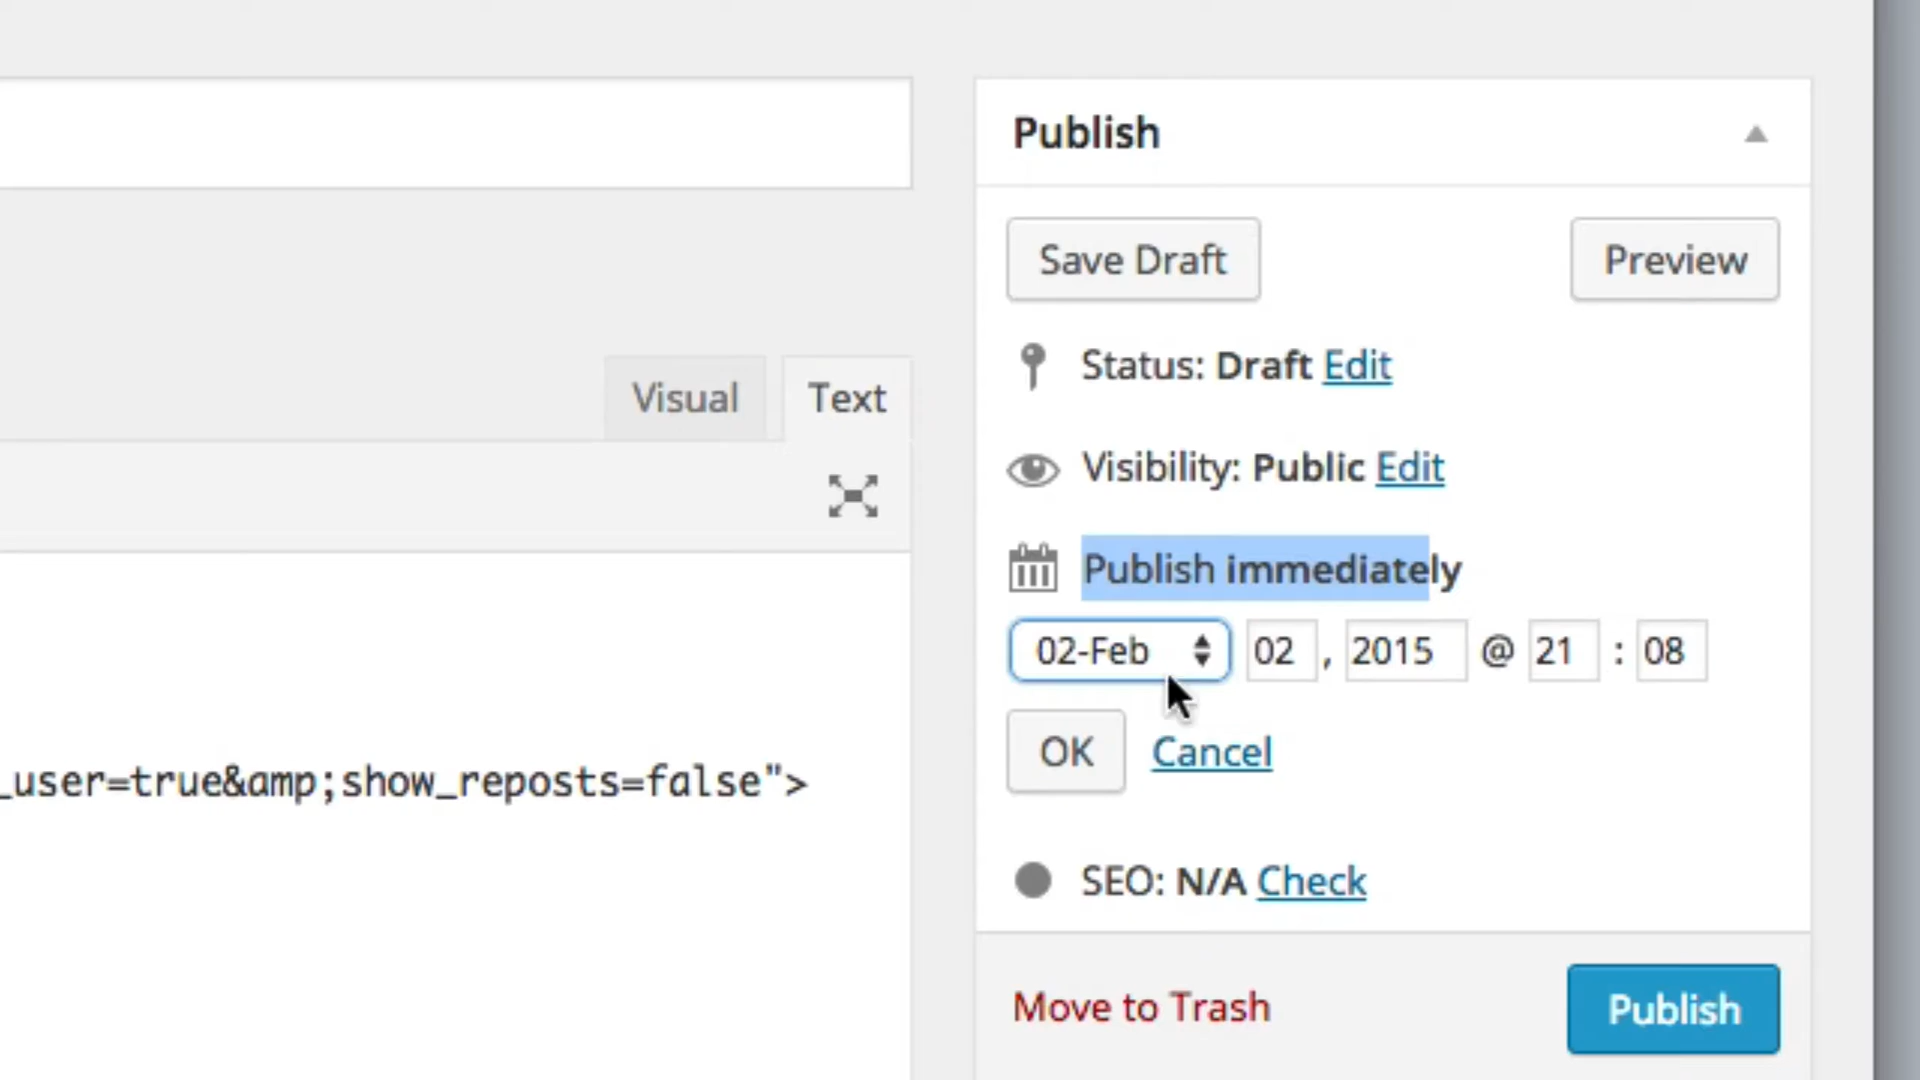 Publish
Save Draft Preview
Status: Draft Edit
Visual Text
Visibility: Public Edit
Publish immediately
02-Feb 02 , 2015 @ 21 : 08
OK Cancel
_user=true&amp;show_reposts=false">
SEO: N/A Check
Move to Trash Publish